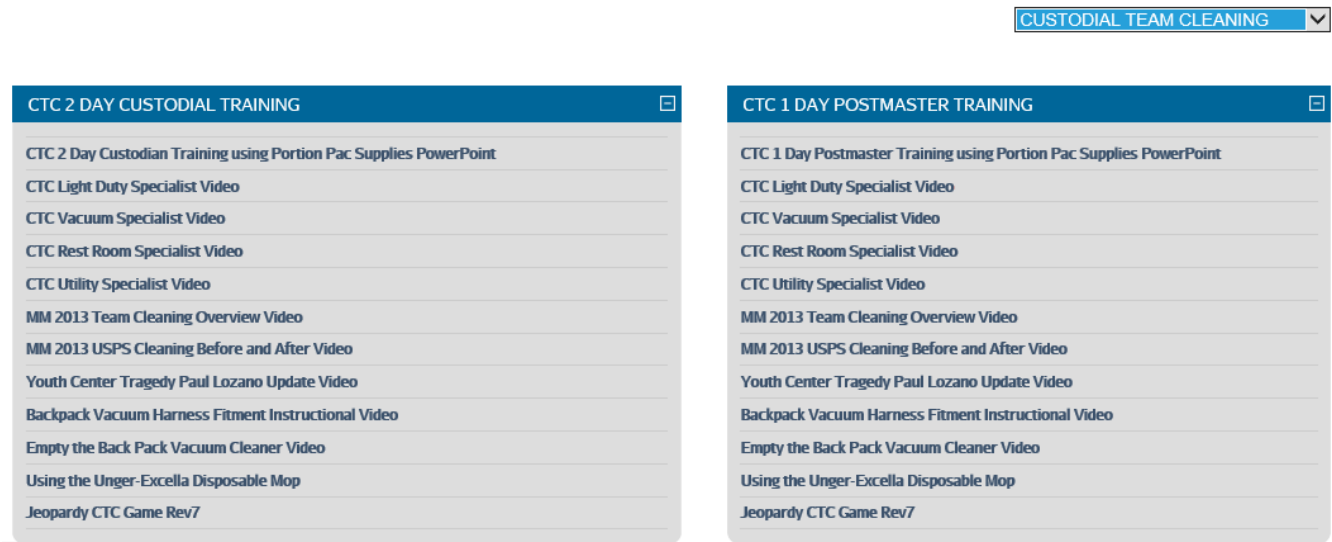 CUSTODIAL TEAM CLEANING
CTC 2 DAY CUSTODIAL TRAINING
CTC 2 Day Custodian Training using Portion Pac Supplies PowerPoint
CTC Light Duty Specialist Video
CTC Vacuum Specialist Video
CTC Rest Room Specialist Video
CTC Utility Specialist Video
MM 2013 Team Cleaning Overview Video
MM 2013 USPS Cleaning Before and After Video
Youth Center Tragedy Paul Lozano Update Video
Backpack Vacuum Harness Fitment Instructional Video
Empty the Back Pack Vacuum Cleaner Video
Using the Unger-Excella Disposable Mop
Jeopardy CTC Game Rev7
CTC 1 DAY POSTMASTER TRAINING
CTC 1 Day Postmaster Training using Portion Pac Supplies PowerPoint
CTC Light Duty Specialist Video
CTC Vacuum Specialist Video
CTC Rest Room Specialist Video
CTC Utility Specialist Video
MM 2013 Team Cleaning Overview Video
MM 2013 USPS Cleaning Before and After Video
Youth Center Tragedy Paul Lozano Update Video
Backpack Vacuum Harness Fitment Instructional Video
Empty the Back Pack Vacuum Cleaner Video
Using the Unger-Excella Disposable Mop
Jeopardy CTC Game Rev7